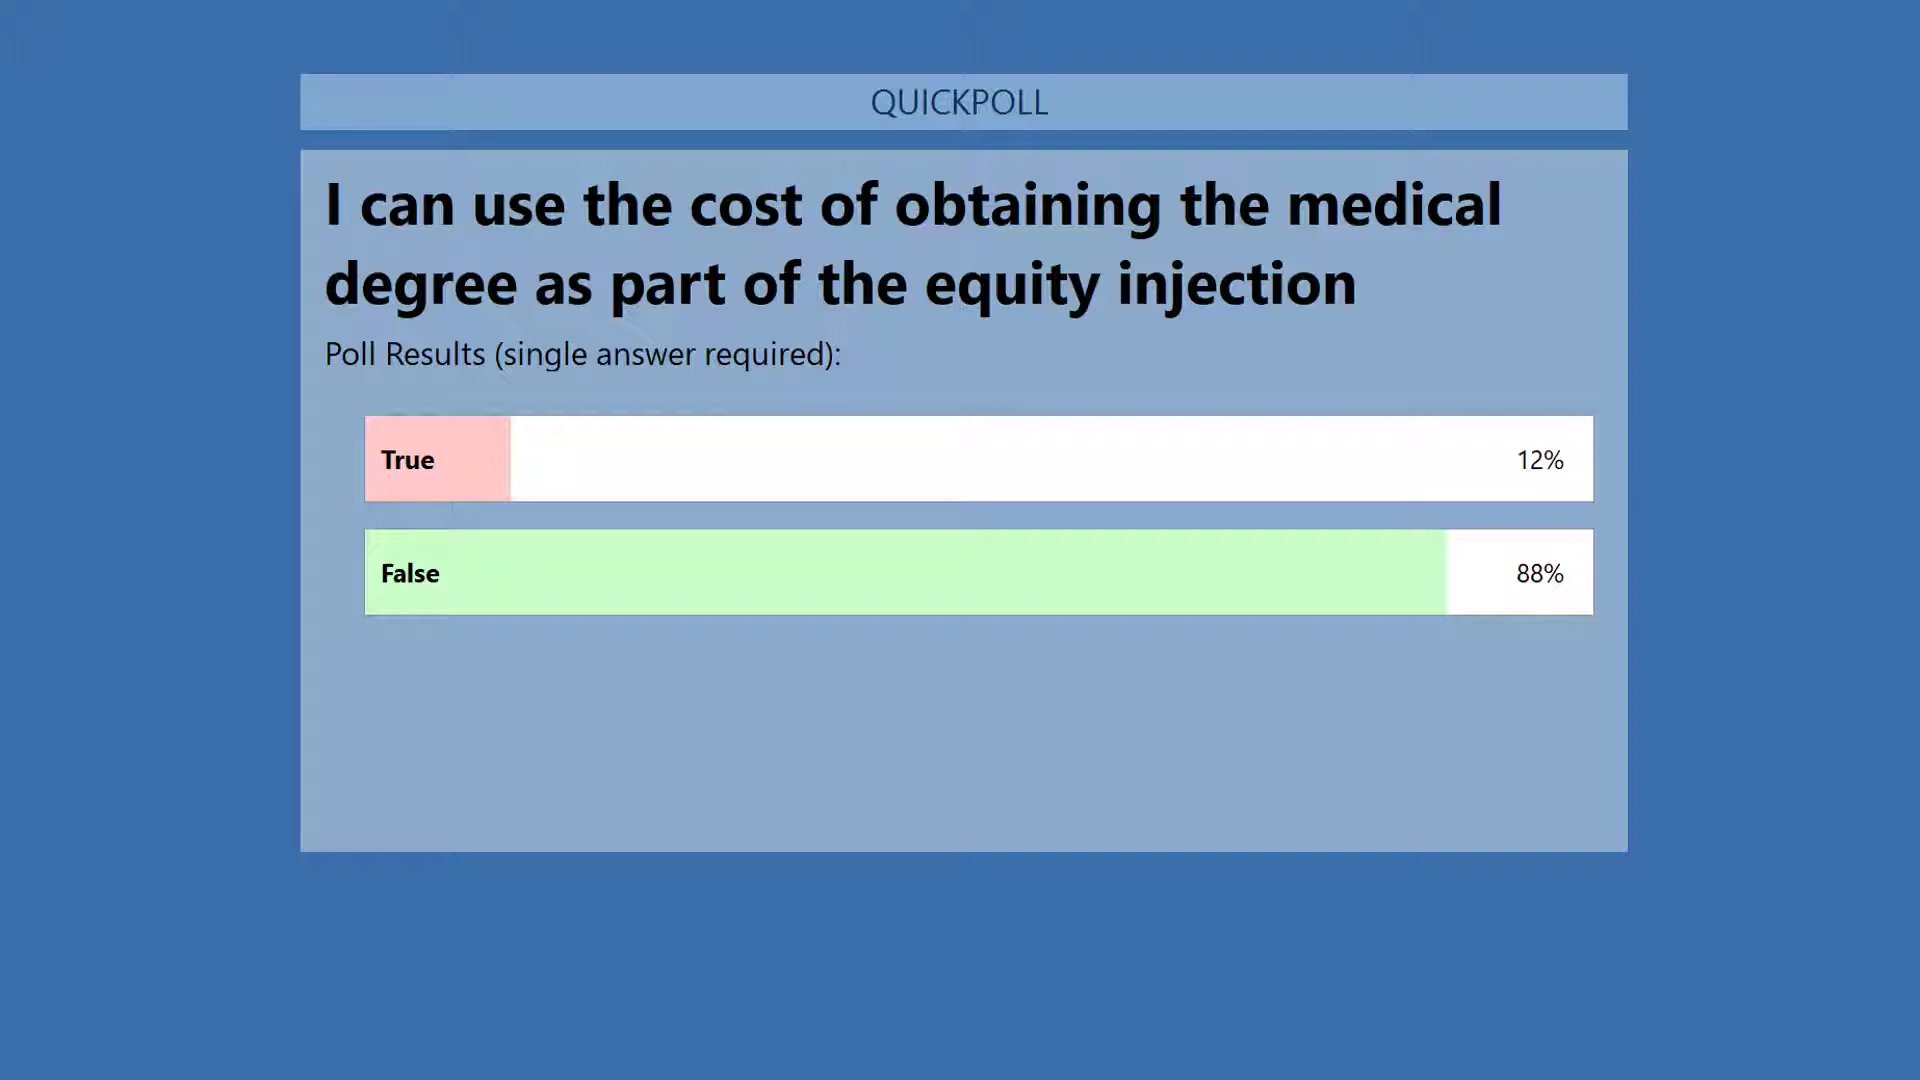 QUICKPOLL
I can use the cost of obtaining the medical
degree as part of the equity injection
Poll Results (single answer required):
True 12%
False 88%